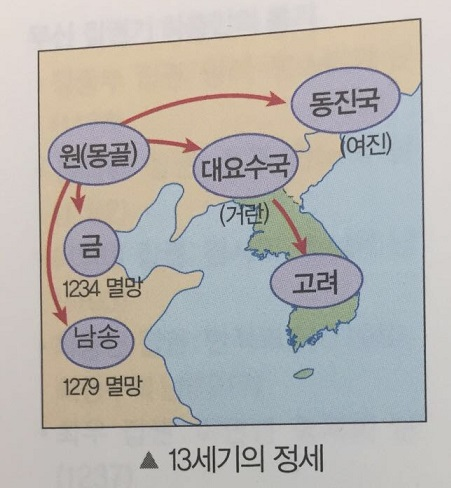 동진국
(여진)
원(몽골)
대요수국
(거란)
금
1234 멸망
고려
남송
1279 멸망
▲ 13세기의 정세
(1237)